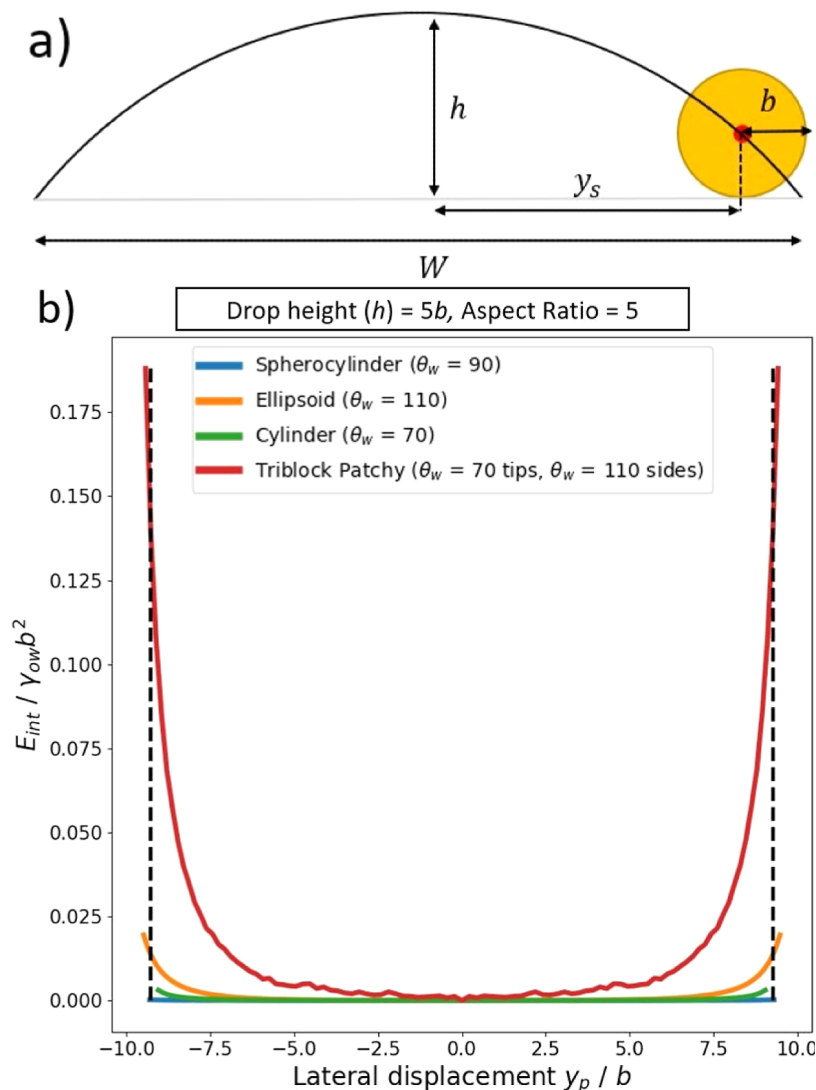 a)
h
b
yₛ
W
b)
Drop height (h) = 5b, Aspect Ratio = 5
Spherocylinder (θ_w = 90)
Ellipsoid (θ_w = 110)
Cylinder (θ_w = 70)
Triblock Patchy (θ_w = 70 tips, θ_w = 110 sides)
0.175
0.150
0.125
0.100
0.075
0.050
0.025
0.000
E_int / γ_ow b²
−10.0 −7.5 −5.0 −2.5 0.0 2.5 5.0 7.5 10.0
Lateral displacement y_p / b